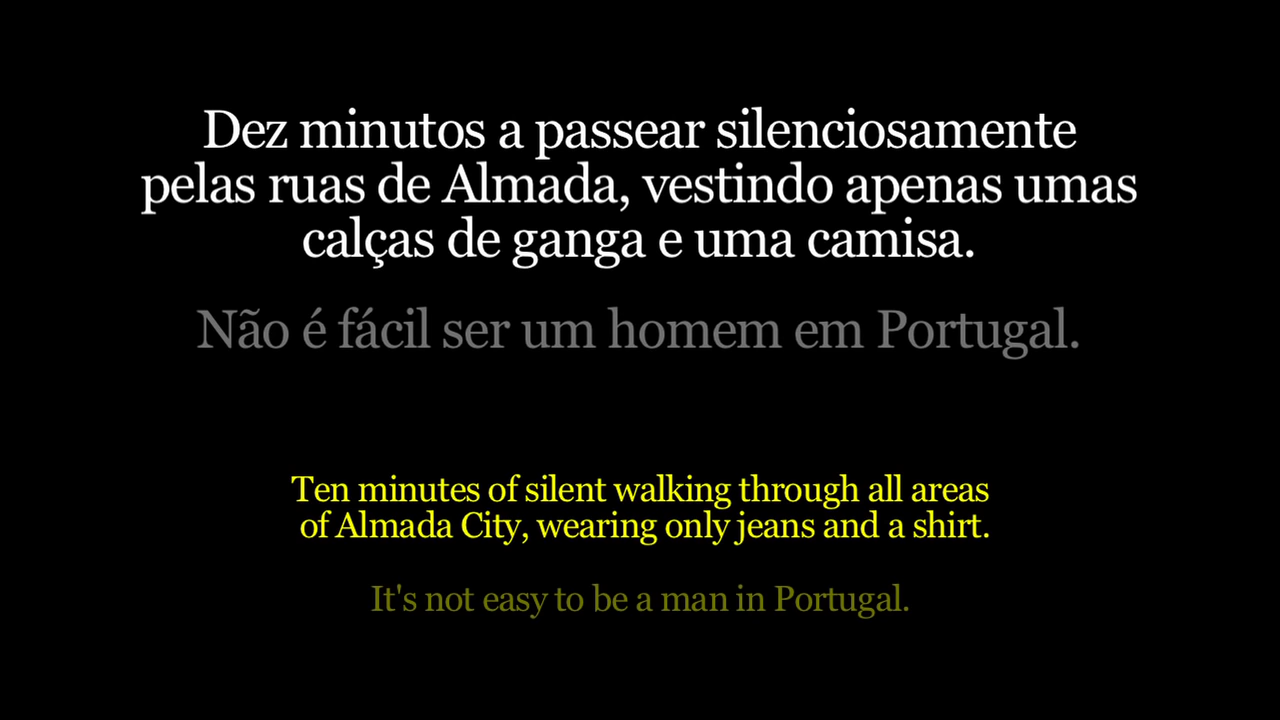 Dez minutos a passear silenciosamente
pelas ruas de Almada, vestindo apenas umas
calças de ganga e uma camisa.
Não é fácil ser um homem em Portugal.
Ten minutes of silent walking through all areas
of Almada City, wearing only jeans and a shirt.
It's not easy to be a man in Portugal.